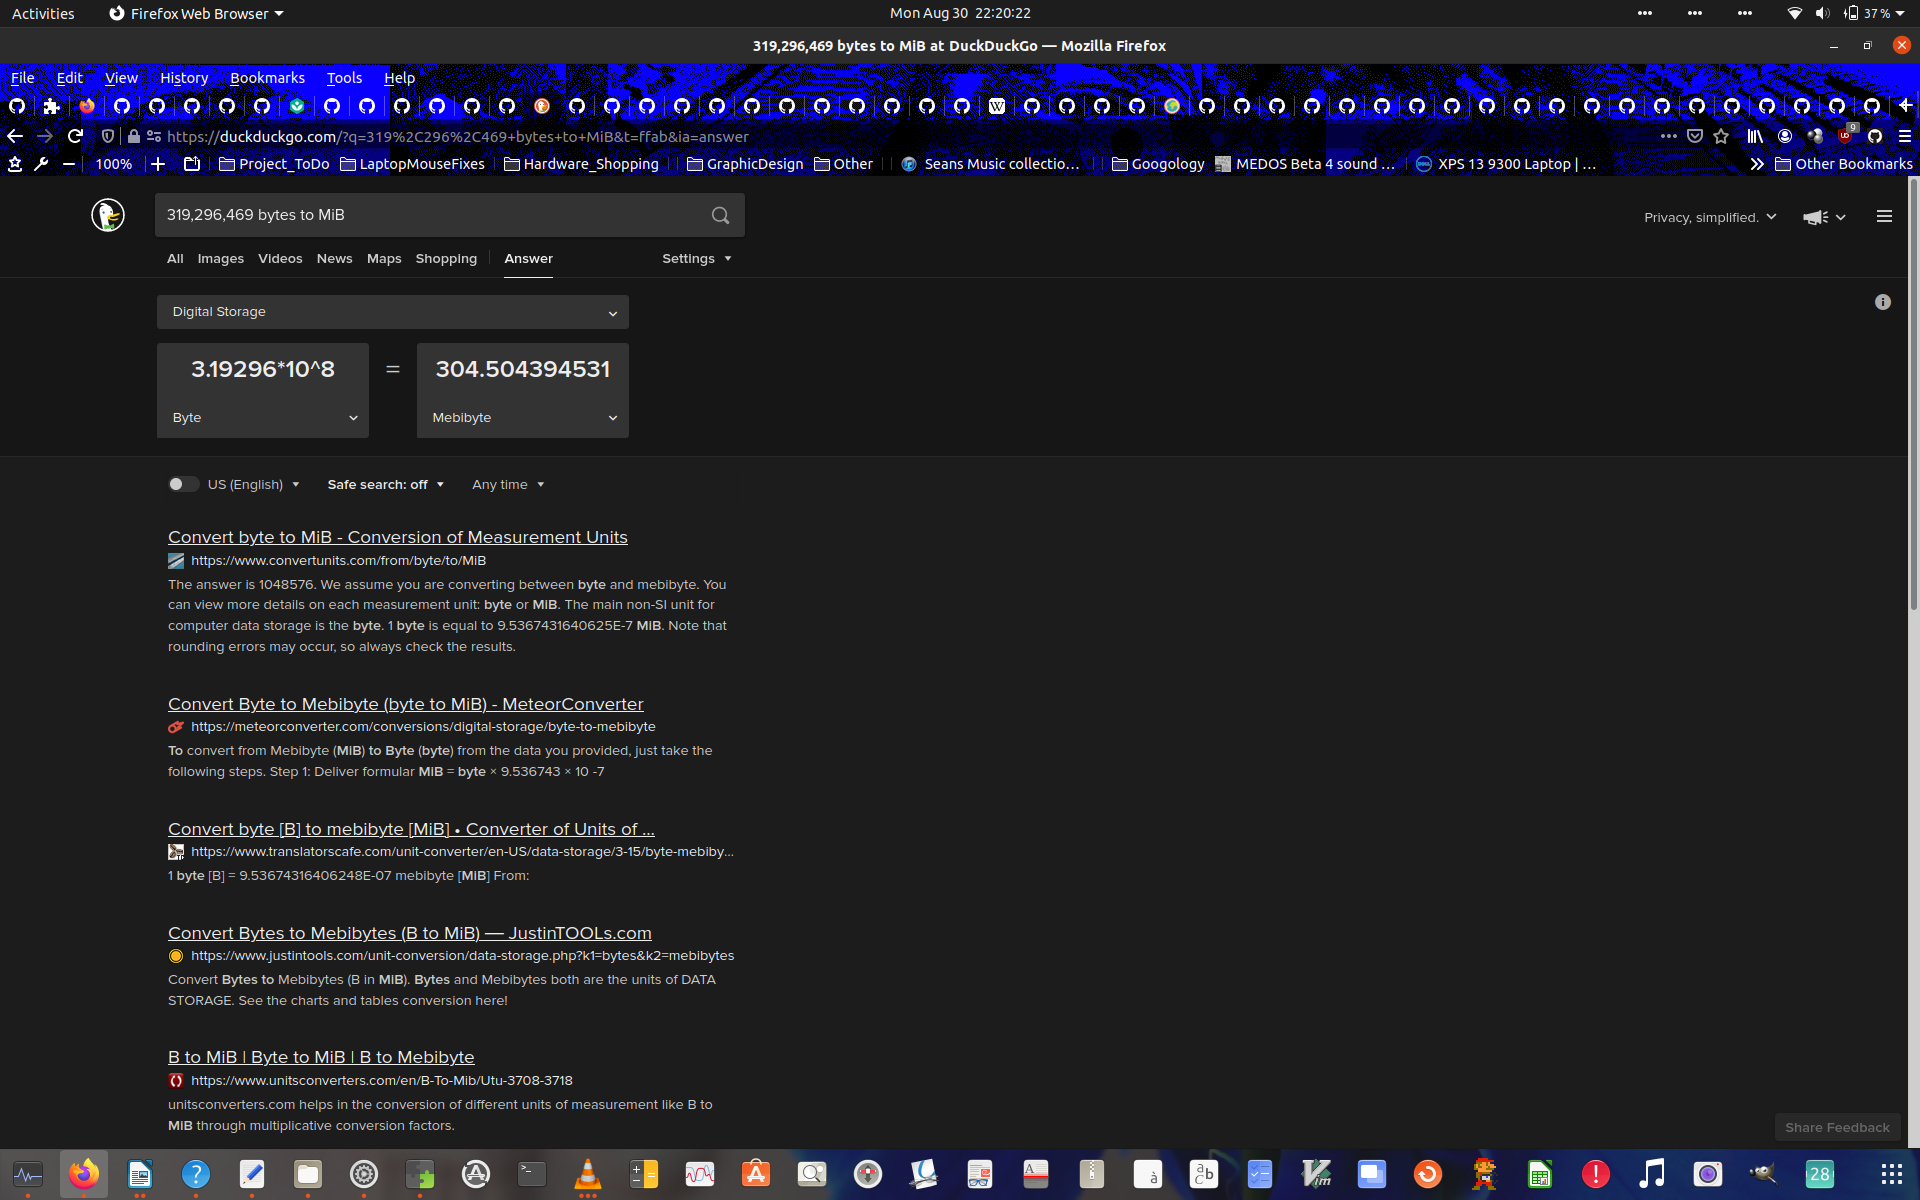 Activities
Firefox Web Browser
Mon Aug 30 22:20:22
37 %
319,296,469 bytes to MiB at DuckDuckGo — Mozilla Firefox
File Edit View History Bookmarks Tools Help
https://duckduckgo.com/?q=319%2C296%2C469+bytes+to+MiB&t=ffab&ia=answer
9
100%
Project_ToDo
LaptopMouseFixes
Hardware_Shopping
GraphicDesign
Other
Seans Music collectio…
Googology
MEDOS Beta 4 sound …
XPS 13 9300 Laptop | …
Other Bookmarks
319,296,469 bytes to MiB
Privacy, simplified.
All Images Videos News Maps Shopping Answer Settings
Digital Storage
3.19296*10^8 = 304.504394531
Byte Mebibyte
US (English) Safe search: off Any time
Convert byte to MiB - Conversion of Measurement Units
https://www.convertunits.com/from/byte/to/MiB
The answer is 1048576. We assume you are converting between byte and mebibyte. You
can view more details on each measurement unit: byte or MiB. The main non-SI unit for
computer data storage is the byte. 1 byte is equal to 9.5367431640625E-7 MiB. Note that
rounding errors may occur, so always check the results.
Convert Byte to Mebibyte (byte to MiB) - MeteorConverter
https://meteorconverter.com/conversions/digital-storage/byte-to-mebibyte
To convert from Mebibyte (MiB) to Byte (byte) from the data you provided, just take the
following steps. Step 1: Deliver formular MiB = byte × 9.536743 × 10 -7
Convert byte [B] to mebibyte [MiB] • Converter of Units of ...
https://www.translatorscafe.com/unit-converter/en-US/data-storage/3-15/byte-mebiby...
1 byte [B] = 9.53674316406248E-07 mebibyte [MiB] From:
Convert Bytes to Mebibytes (B to MiB) — JustinTOOLs.com
https://www.justintools.com/unit-conversion/data-storage.php?k1=bytes&k2=mebibytes
Convert Bytes to Mebibytes (B in MiB). Bytes and Mebibytes both are the units of DATA
STORAGE. See the charts and tables conversion here!
B to MiB | Byte to MiB | B to Mebibyte
https://www.unitsconverters.com/en/B-To-Mib/Utu-3708-3718
unitsconverters.com helps in the conversion of different units of measurement like B to
MiB through multiplicative conversion factors.
Share Feedback
28